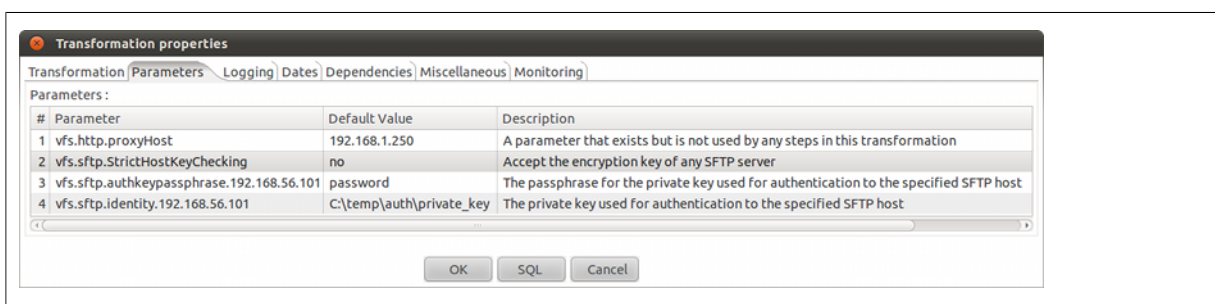 Transformation properties
Transformation Parameters Logging Dates Dependencies Miscellaneous Monitoring
Parameters :
# Parameter Default Value Description
1 vfs.http.proxyHost 192.168.1.250 A parameter that exists but is not used by any steps in this transformation
2 vfs.sftp.StrictHostKeyChecking no Accept the encryption key of any SFTP server
3 vfs.sftp.authkeypassphrase.192.168.56.101 password The passphrase for the private key used for authentication to the specified SFTP host
4 vfs.sftp.identity.192.168.56.101 C:\temp\auth\private_key The private key used for authentication to the specified SFTP host
OK SQL Cancel